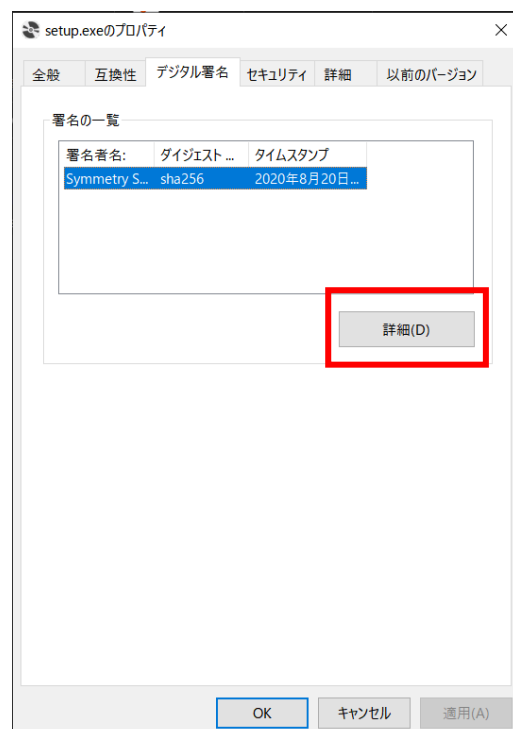 setup.exeのプロパティ
全般 互換性 デジタル署名 セキュリティ 詳細 以前のバージョン
署名の一覧
署名者名: ダイジェスト ... タイムスタンプ
Symmetry S... sha256 2020年8月20日...
詳細(D)
OK キャンセル 適用(A)